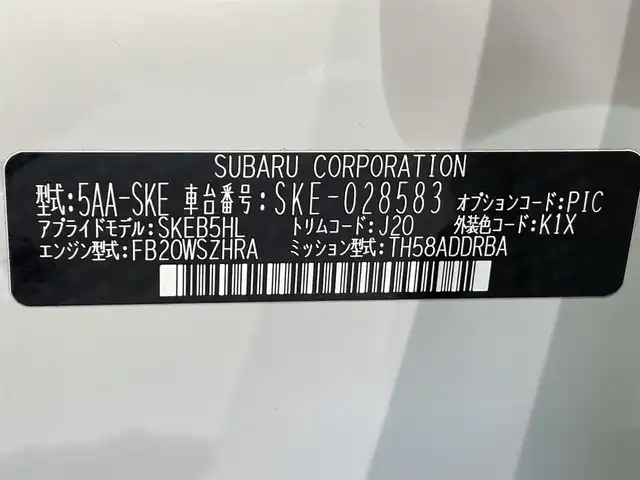 SUBARU CORPORATION
型式:5AA-SKE 車台番号:SKE-028583 オプションコード:PIC
アプライドモデル:SKEB5HL トリムコード:J20 外装色コード:K1X
エンジン型式:FB20WSZHRA ミッション型式:TH58ADDRBA